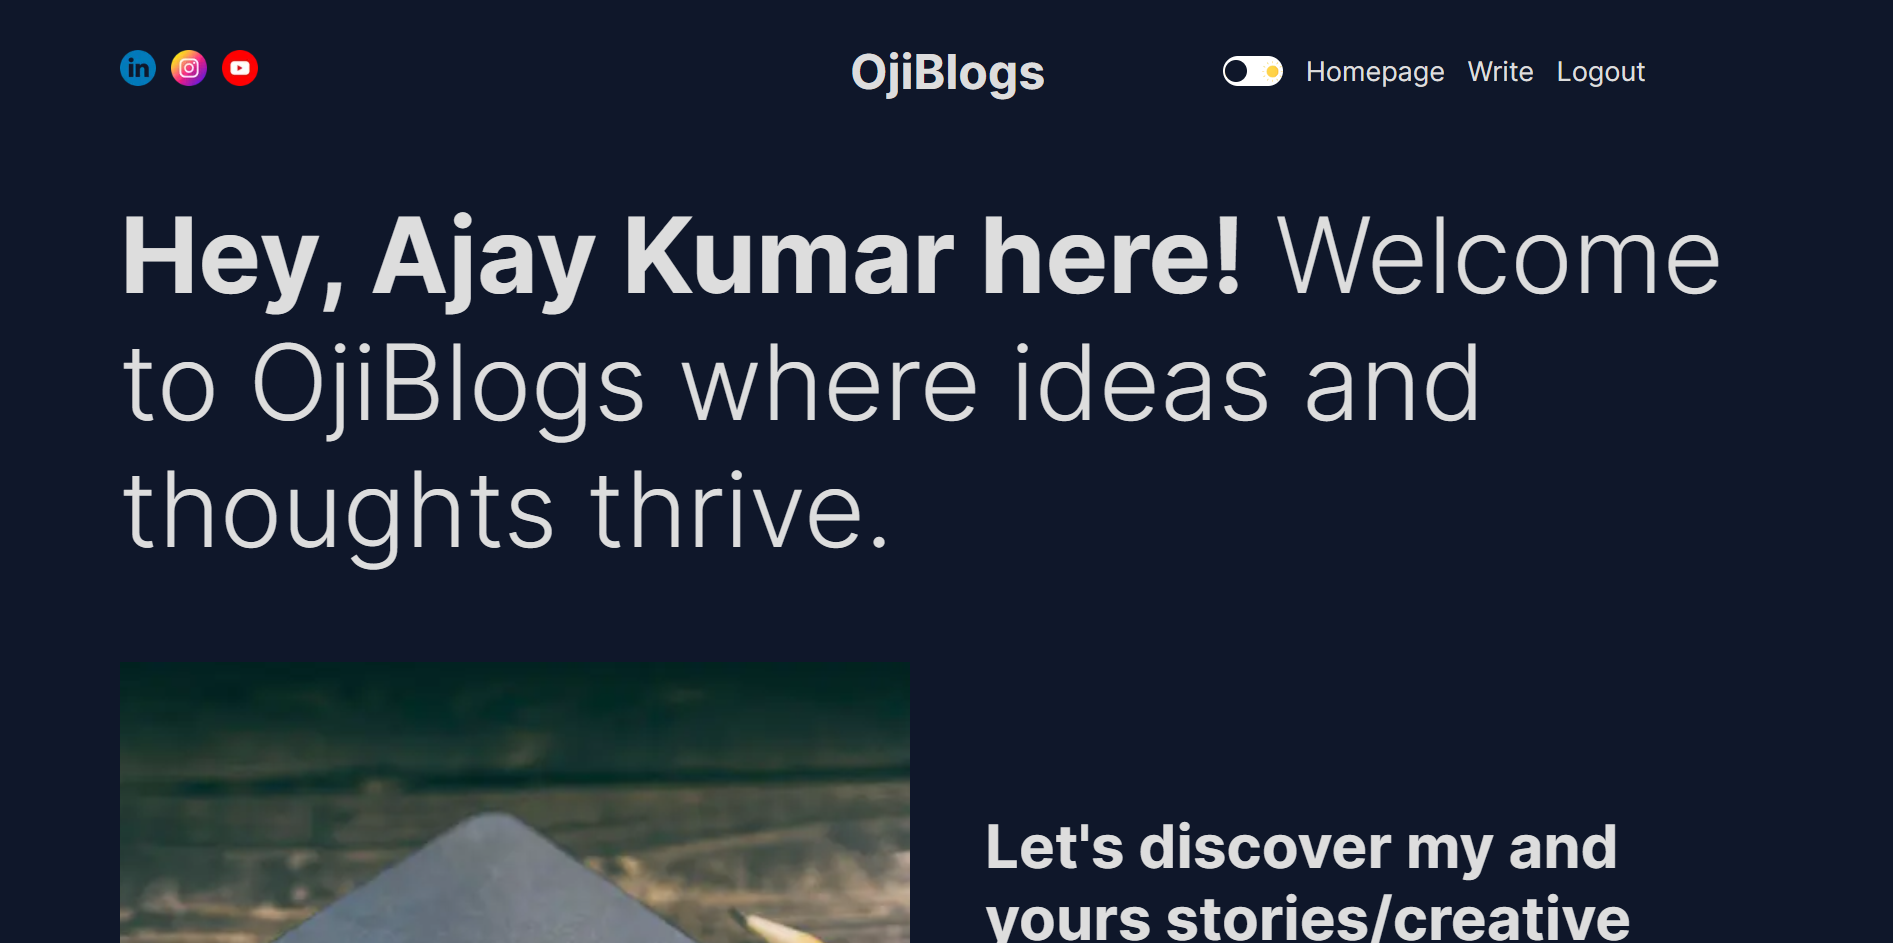 in
OjiBlogs
Homepage Write Logout
Hey, Ajay Kumar here! Welcome
to OjiBlogs where ideas and
thoughts thrive.
Let's discover my and
yours stories/creative